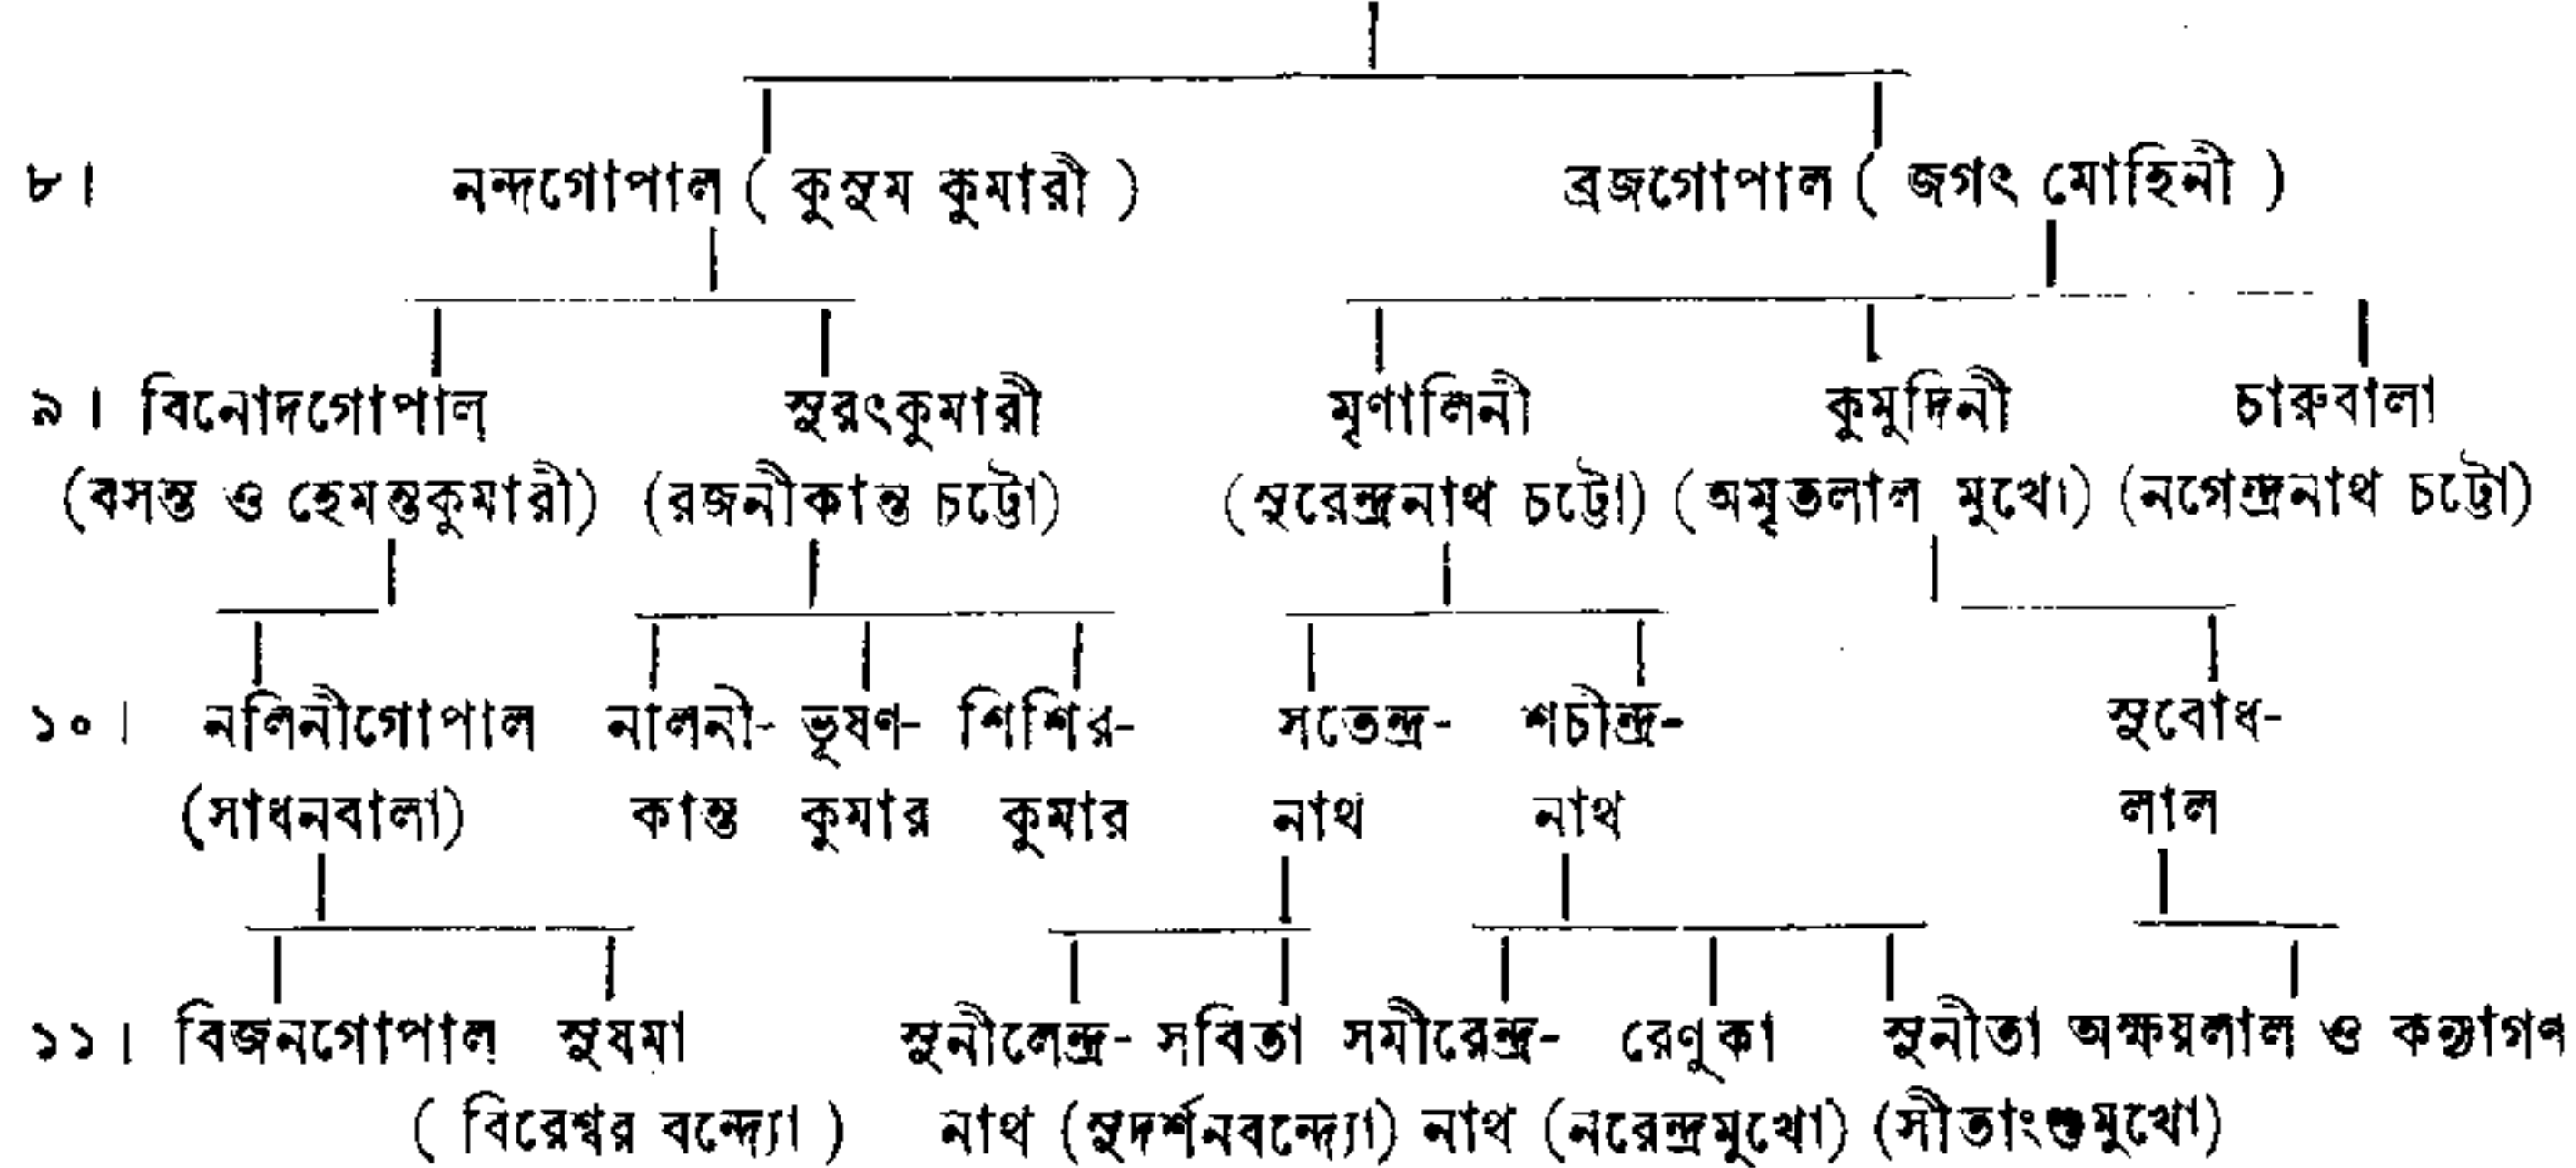 ৮। নন্দগোপাল ( কুসুম কুমারী ) ব্রজগোপাল ( জগৎ মোহিনী )
৯। বিনোদগোপাল সুরৎকুমারী মৃণালিনী কুমুদিনী চারুবালা
(বসন্ত ও হেমন্তকুমারী) (রজনীকান্ত চট্টো) (সুরেন্দ্রনাথ চট্টো) (অমৃতলাল মুখো) (নগেন্দ্রনাথ চট্টো)
১০। নলিনীগোপাল নালনী- ভূষণ- শিশির- সতেন্দ্র- শচীন্দ্র- সুবোধ-
(সাধনবালা) কান্ত কুমার কুমার নাথ নাথ লাল
১১। বিজনগোপাল সুষমা সুনীলেন্দ্র- সবিতা সমীরেন্দ্র- রেণুকা সুনীতা অক্ষয়লাল ও কন্যাগণ
( বিরেশ্বর বন্দ্যো ) নাথ (সুদর্শনবন্দ্যো) নাথ (নরেন্দ্রমুখো) (সীতাংশুমুখো)